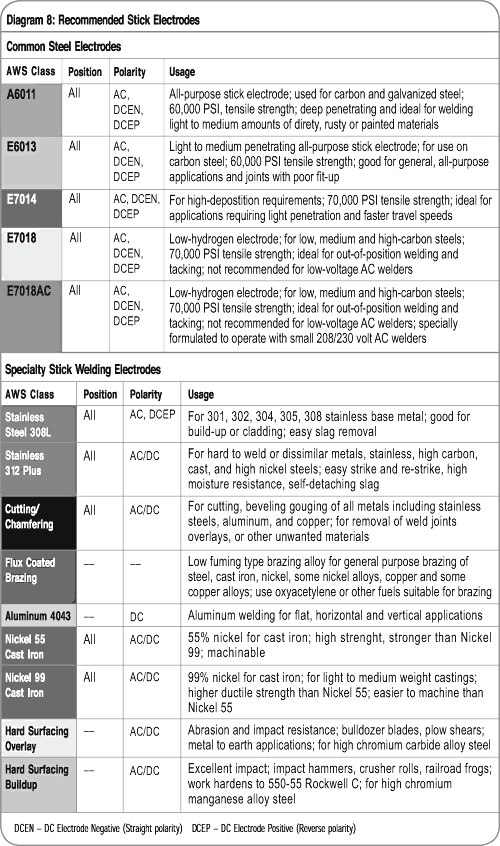 Diagram 8: Recommended Stick Electrodes
Common Steel Electrodes
AWS Class Position Polarity Usage
A6011 All AC, DCEN, DCEP All-purpose stick electrode; used for carbon and galvanized steel;
60,000 PSI, tensile strength; deep penetrating and ideal for welding
light to medium amounts of direty, rusty or painted materials
E6013 All AC, DCEN, DCEP Light to medium penetrating all-purpose stick electrode; for use on
carbon steel; 60,000 PSI tensile strength; good for general, all-purpose
applications and joints with poor fit-up
E7014 All AC, DCEN, DCEP For high-depostition requirements; 70,000 PSI tensile strength; ideal for
applications requiring light penetration and faster travel speeds
E7018 All AC, DCEN, DCEP Low-hydrogen electrode; for low, medium and high-carbon steels;
70,000 PSI tensile strength; ideal for out-of-position welding and
tacking; not recommended for low-voltage AC welders
E7018AC All AC, DCEN, DCEP Low-hydrogen electrode; for low, medium and high-carbon steels;
70,000 PSI tensile strength; ideal for out-of-position welding and
tacking; not recommended for low-voltage AC welders; specially
formulated to operate with small 208/230 volt AC welders
Specialty Stick Welding Electrodes
AWS Class Position Polarity Usage
Stainless Steel 308L All AC, DCEP For 301, 302, 304, 305, 308 stainless base metal; good for
build-up or cladding; easy slag removal
Stainless 312 Plus All AC/DC For hard to weld or dissimilar metals, stainless, high carbon,
cast, and high nickel steels; easy strike and re-strike, high
moisture resistance, self-detaching slag
Cutting/ Chamfering All AC/DC For cutting, beveling gouging of all metals including stainless
steels, aluminum, and copper; for removal of weld joints
overlays, or other unwanted materials
Flux Coated Brazing — — Low fuming type brazing alloy for general purpose brazing of
steel, cast iron, nickel, some nickel alloys, copper and some
copper alloys; use oxyacetylene or other fuels suitable for brazing
Aluminum 4043 — DC Aluminum welding for flat, horizontal and vertical applications
Nickel 55 Cast Iron All AC/DC 55% nickel for cast iron; high strenght, stronger than Nickel
99; machinable
Nickel 99 Cast Iron All AC/DC 99% nickel for cast iron; for light to medium weight castings;
higher ductile strength than Nickel 55; easier to machine than
Nickel 55
Hard Surfacing Overlay — AC/DC Abrasion and impact resistance; bulldozer blades, plow shears;
metal to earth applications; for high chromium carbide alloy steel
Hard Surfacing Buildup — AC/DC Excellent impact; impact hammers, crusher rolls, railroad frogs;
work hardens to 550-55 Rockwell C; for high chromium
manganese alloy steel
DCEN – DC Electrode Negative (Straight polarity) DCEP – DC Electrode Positive (Reverse polarity)